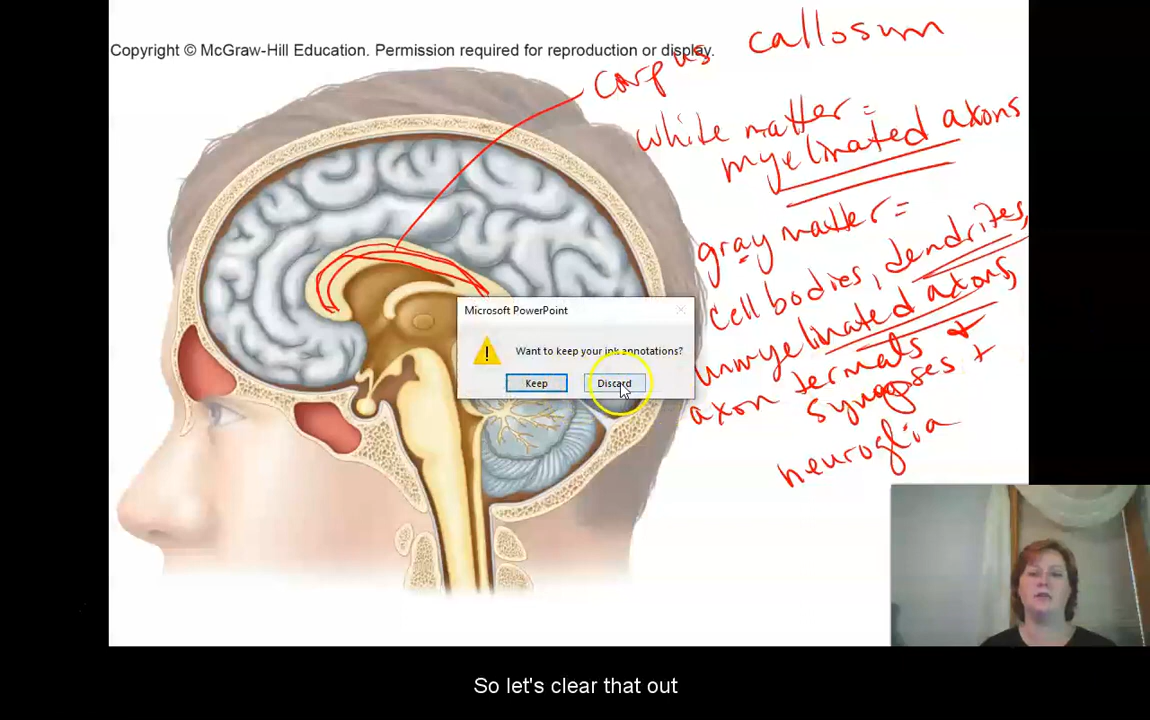 Copyright © McGraw-Hill Education. Permission required for reproduction or display.
corpus callosum
white matter =
myelinated axons
gray matter =
cell bodies, dendrites,
unmyelinated axons,
axon termals +
synapses +
neuroglia
Microsoft PowerPoint
Want to keep your ink annotations?
Keep
Discard
So let's clear that out